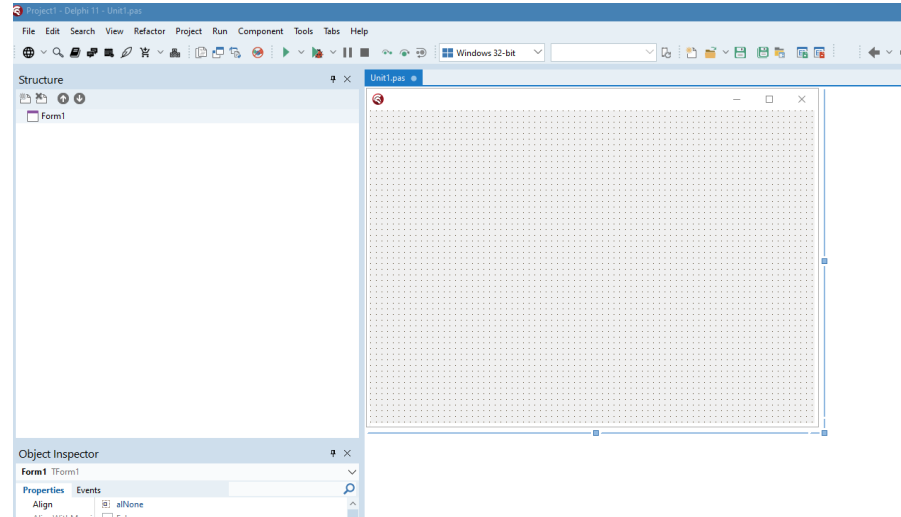 Project1 - Delphi 11 - Unit1.pas
File Edit Search View Refactor Project Run Component Tools Tabs Help
Windows 32-bit
Structure
Unit1.pas
Form1
Object Inspector
Form1 TForm1
Properties Events
Align alNone